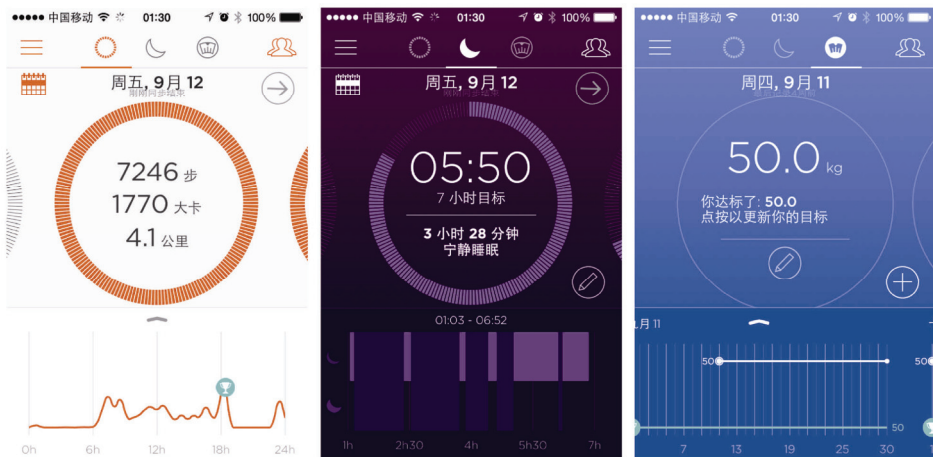 中国移动 01:30 100%
周五, 9月 12
7246 步
1770 大卡
4.1 公里
0h 6h 12h 18h 24h
中国移动 01:30 100%
周五, 9月 12
05:50
7 小时目标
3 小时 28 分钟
宁静睡眠
01:03 - 06:52
1h 2h30 4h 5h30 7h
中国移动 01:30 100%
周四, 9月 11
50.0 kg
你达标了: 50.0
点按以更新你的目标
月 11
50 50
50
7 13 19 25 30